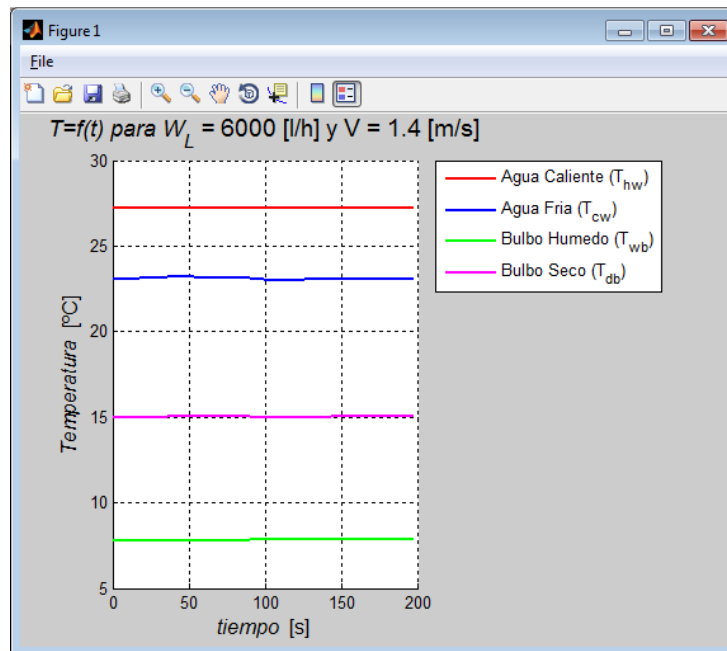 Figure 1
File
T=f(t) para W_L = 6000 [l/h] y V = 1.4 [m/s]
30
25
20
15
10
5
0
50
100
150
200
Temperatura [ºC]
tiempo [s]
Agua Caliente (T_hw)
Agua Fria (T_cw)
Bulbo Humedo (T_wb)
Bulbo Seco (T_db)